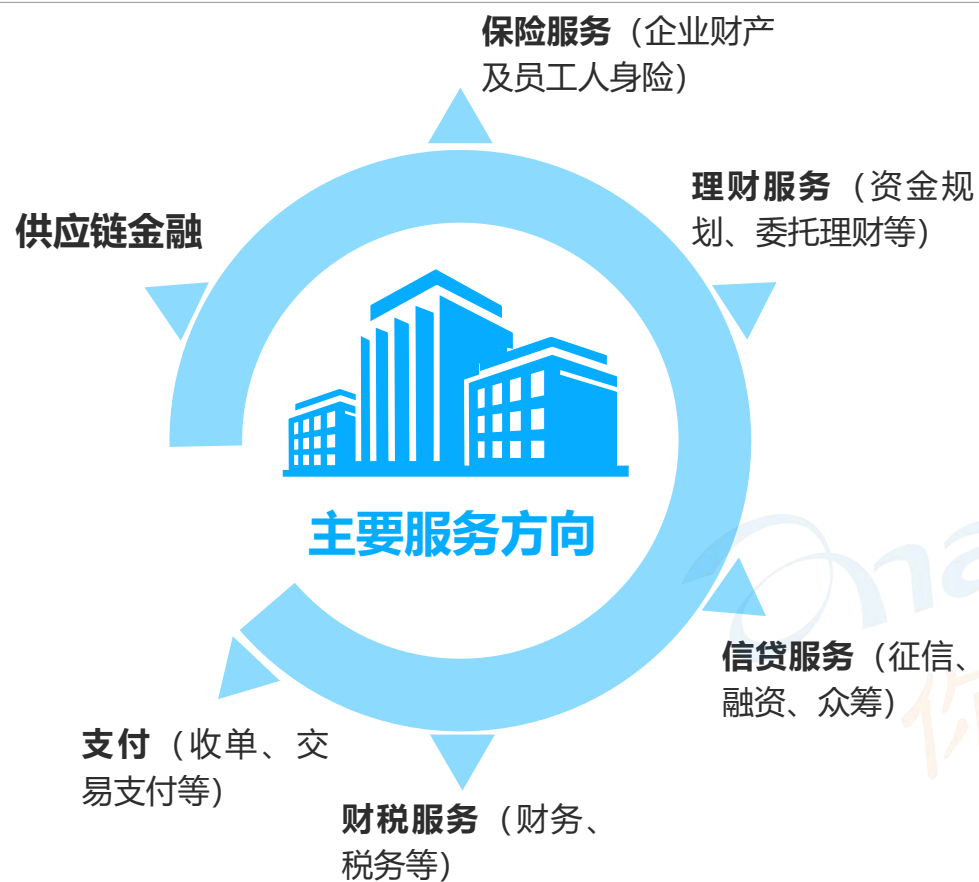 保险服务（企业财产
及员工人身险）
理财服务（资金规
划、委托理财等）
供应链金融
主要服务方向
信贷服务（征信、
融资、众筹）
支付（收单、交
易支付等）
财税服务（财务、
税务等）